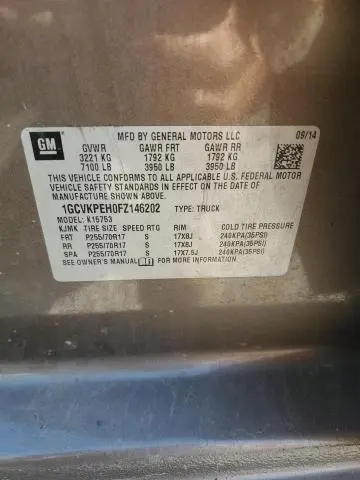 GM
MFD BY GENERAL MOTORS LLC 09/14
GVWR GAWR FRT GAWR RR
3221 KG 1792 KG 1792 KG
7100 LB 3950 LB 3950 LB
THIS VEHICLE CONFORMS TO ALL APPLICABLE U.S. FEDERAL MOTOR
VEHICLE SAFETY STANDARDS IN EFFECT ON THE DATE OF
MANUFACTURE SHOWN ABOVE.
1GCVKPEH0FZ146202 TYPE: TRUCK
MODEL: K15753
KJMK TIRE SIZE SPEED RTG RIM COLD TIRE PRESSURE
FRT P255/70R17 S 17X8J 240KPA(35PSI)
RR P255/70R17 S 17X8J 240KPA(35PSI)
SPA P255/70R17 S 17X7.5J 240KPA(35PSI)
SEE OWNER'S MANUAL FOR MORE INFORMATION.